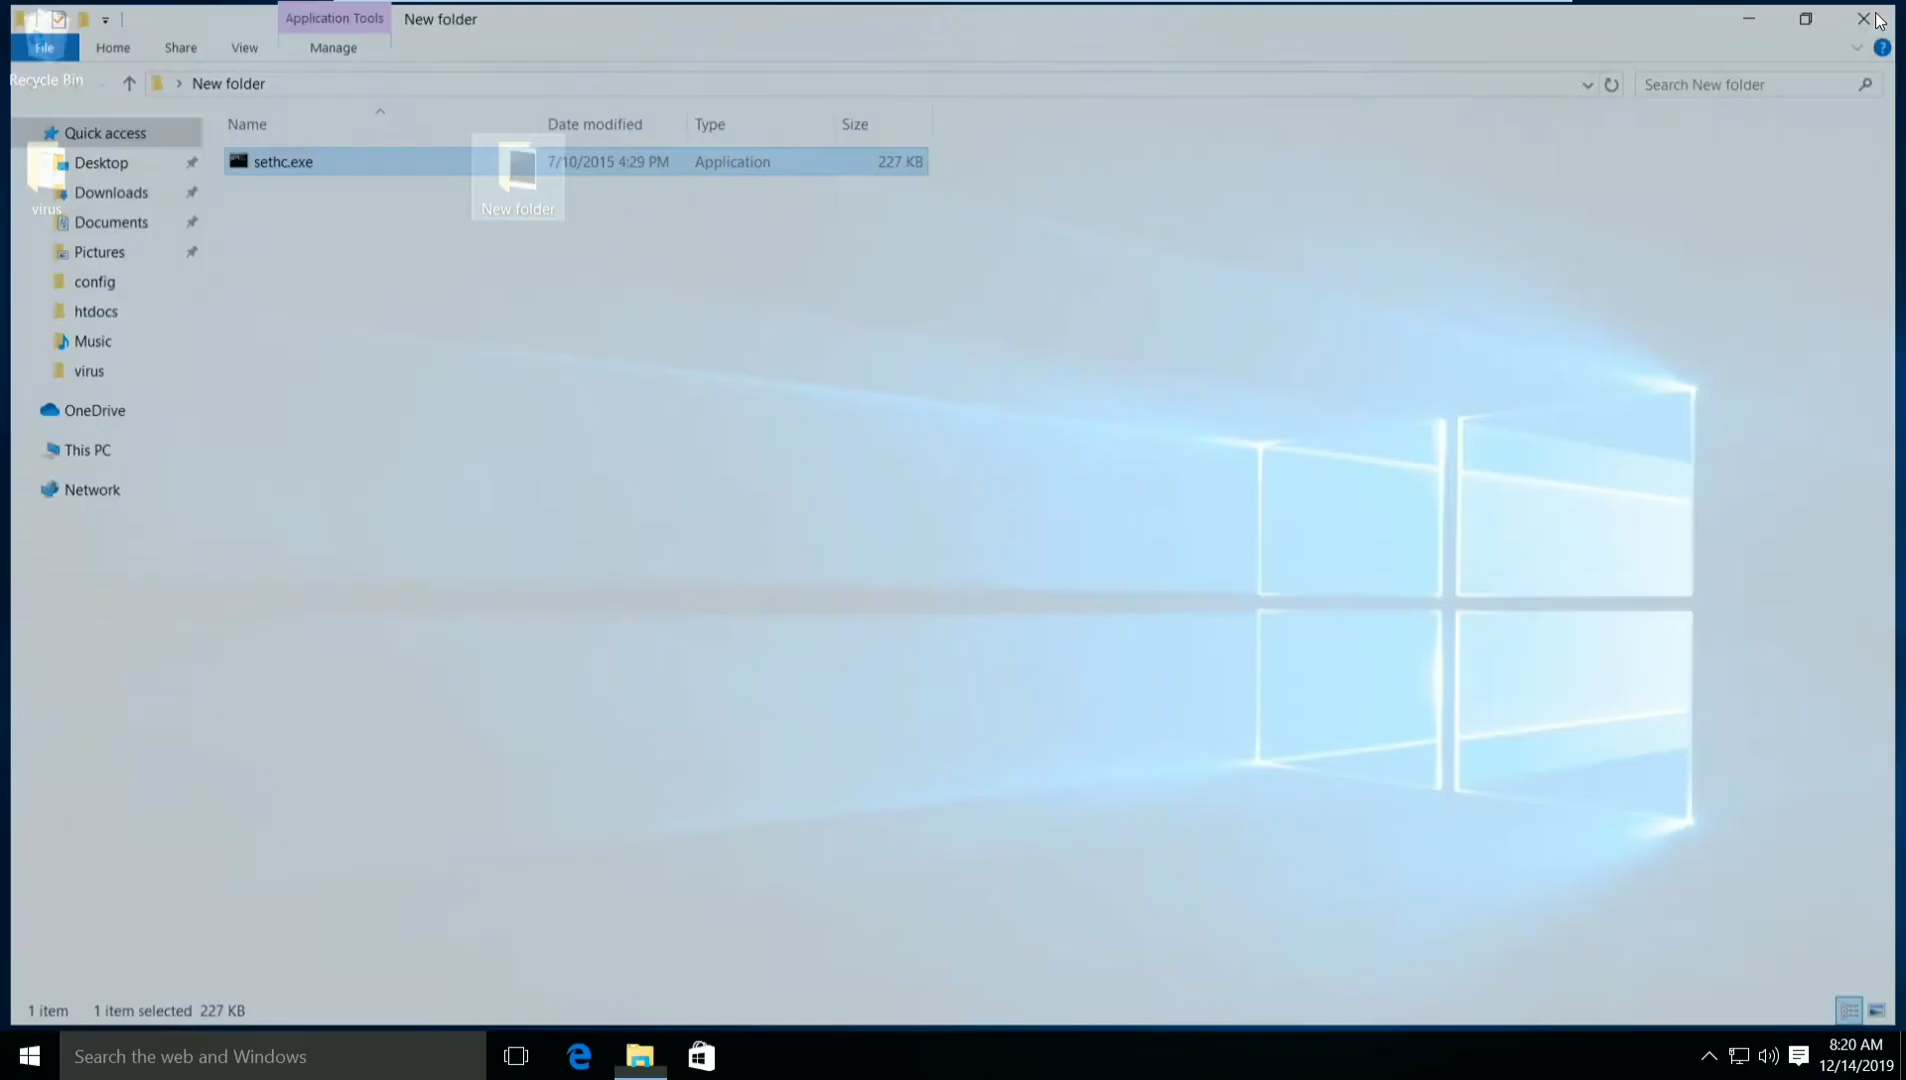 Application Tools
New folder
File
Home
Share
View
Manage
Recycle Bin
New folder
Search New folder
Name
Date modified
Type
Size
Quick access
sethc.exe
7/10/2015 4:29 PM
Application
227 KB
Desktop
Downloads
virus
New folder
Documents
Pictures
config
htdocs
Music
virus
OneDrive
This PC
Network
1 item
1 item selected 227 KB
Search the web and Windows
8:20 AM
12/14/2019